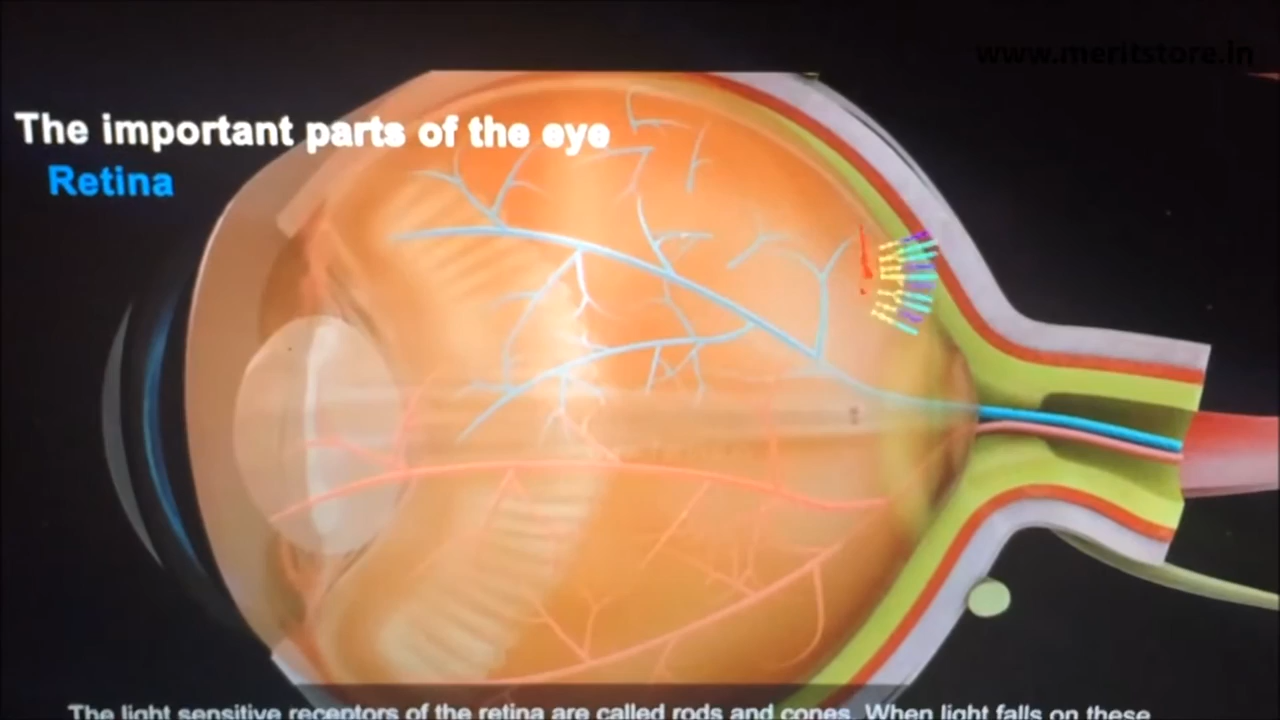 www.meritstore.in
The important parts of the eye
Retina
The light sensitive receptors of the retina are called rods and cones. When light falls on these